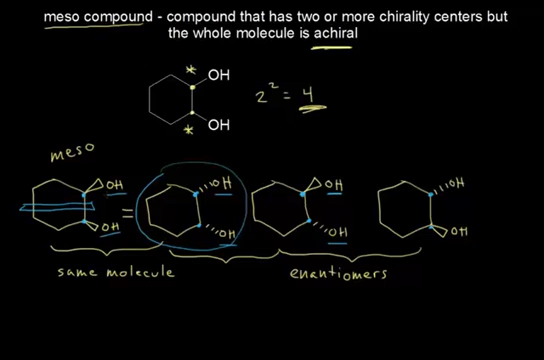 meso compound - compound that has two or more chirality centers but
the whole molecule is achiral
* OH
2² = 4
* OH
meso
OH = OH OH OH
OH OH OH OH
same molecule enantiomers